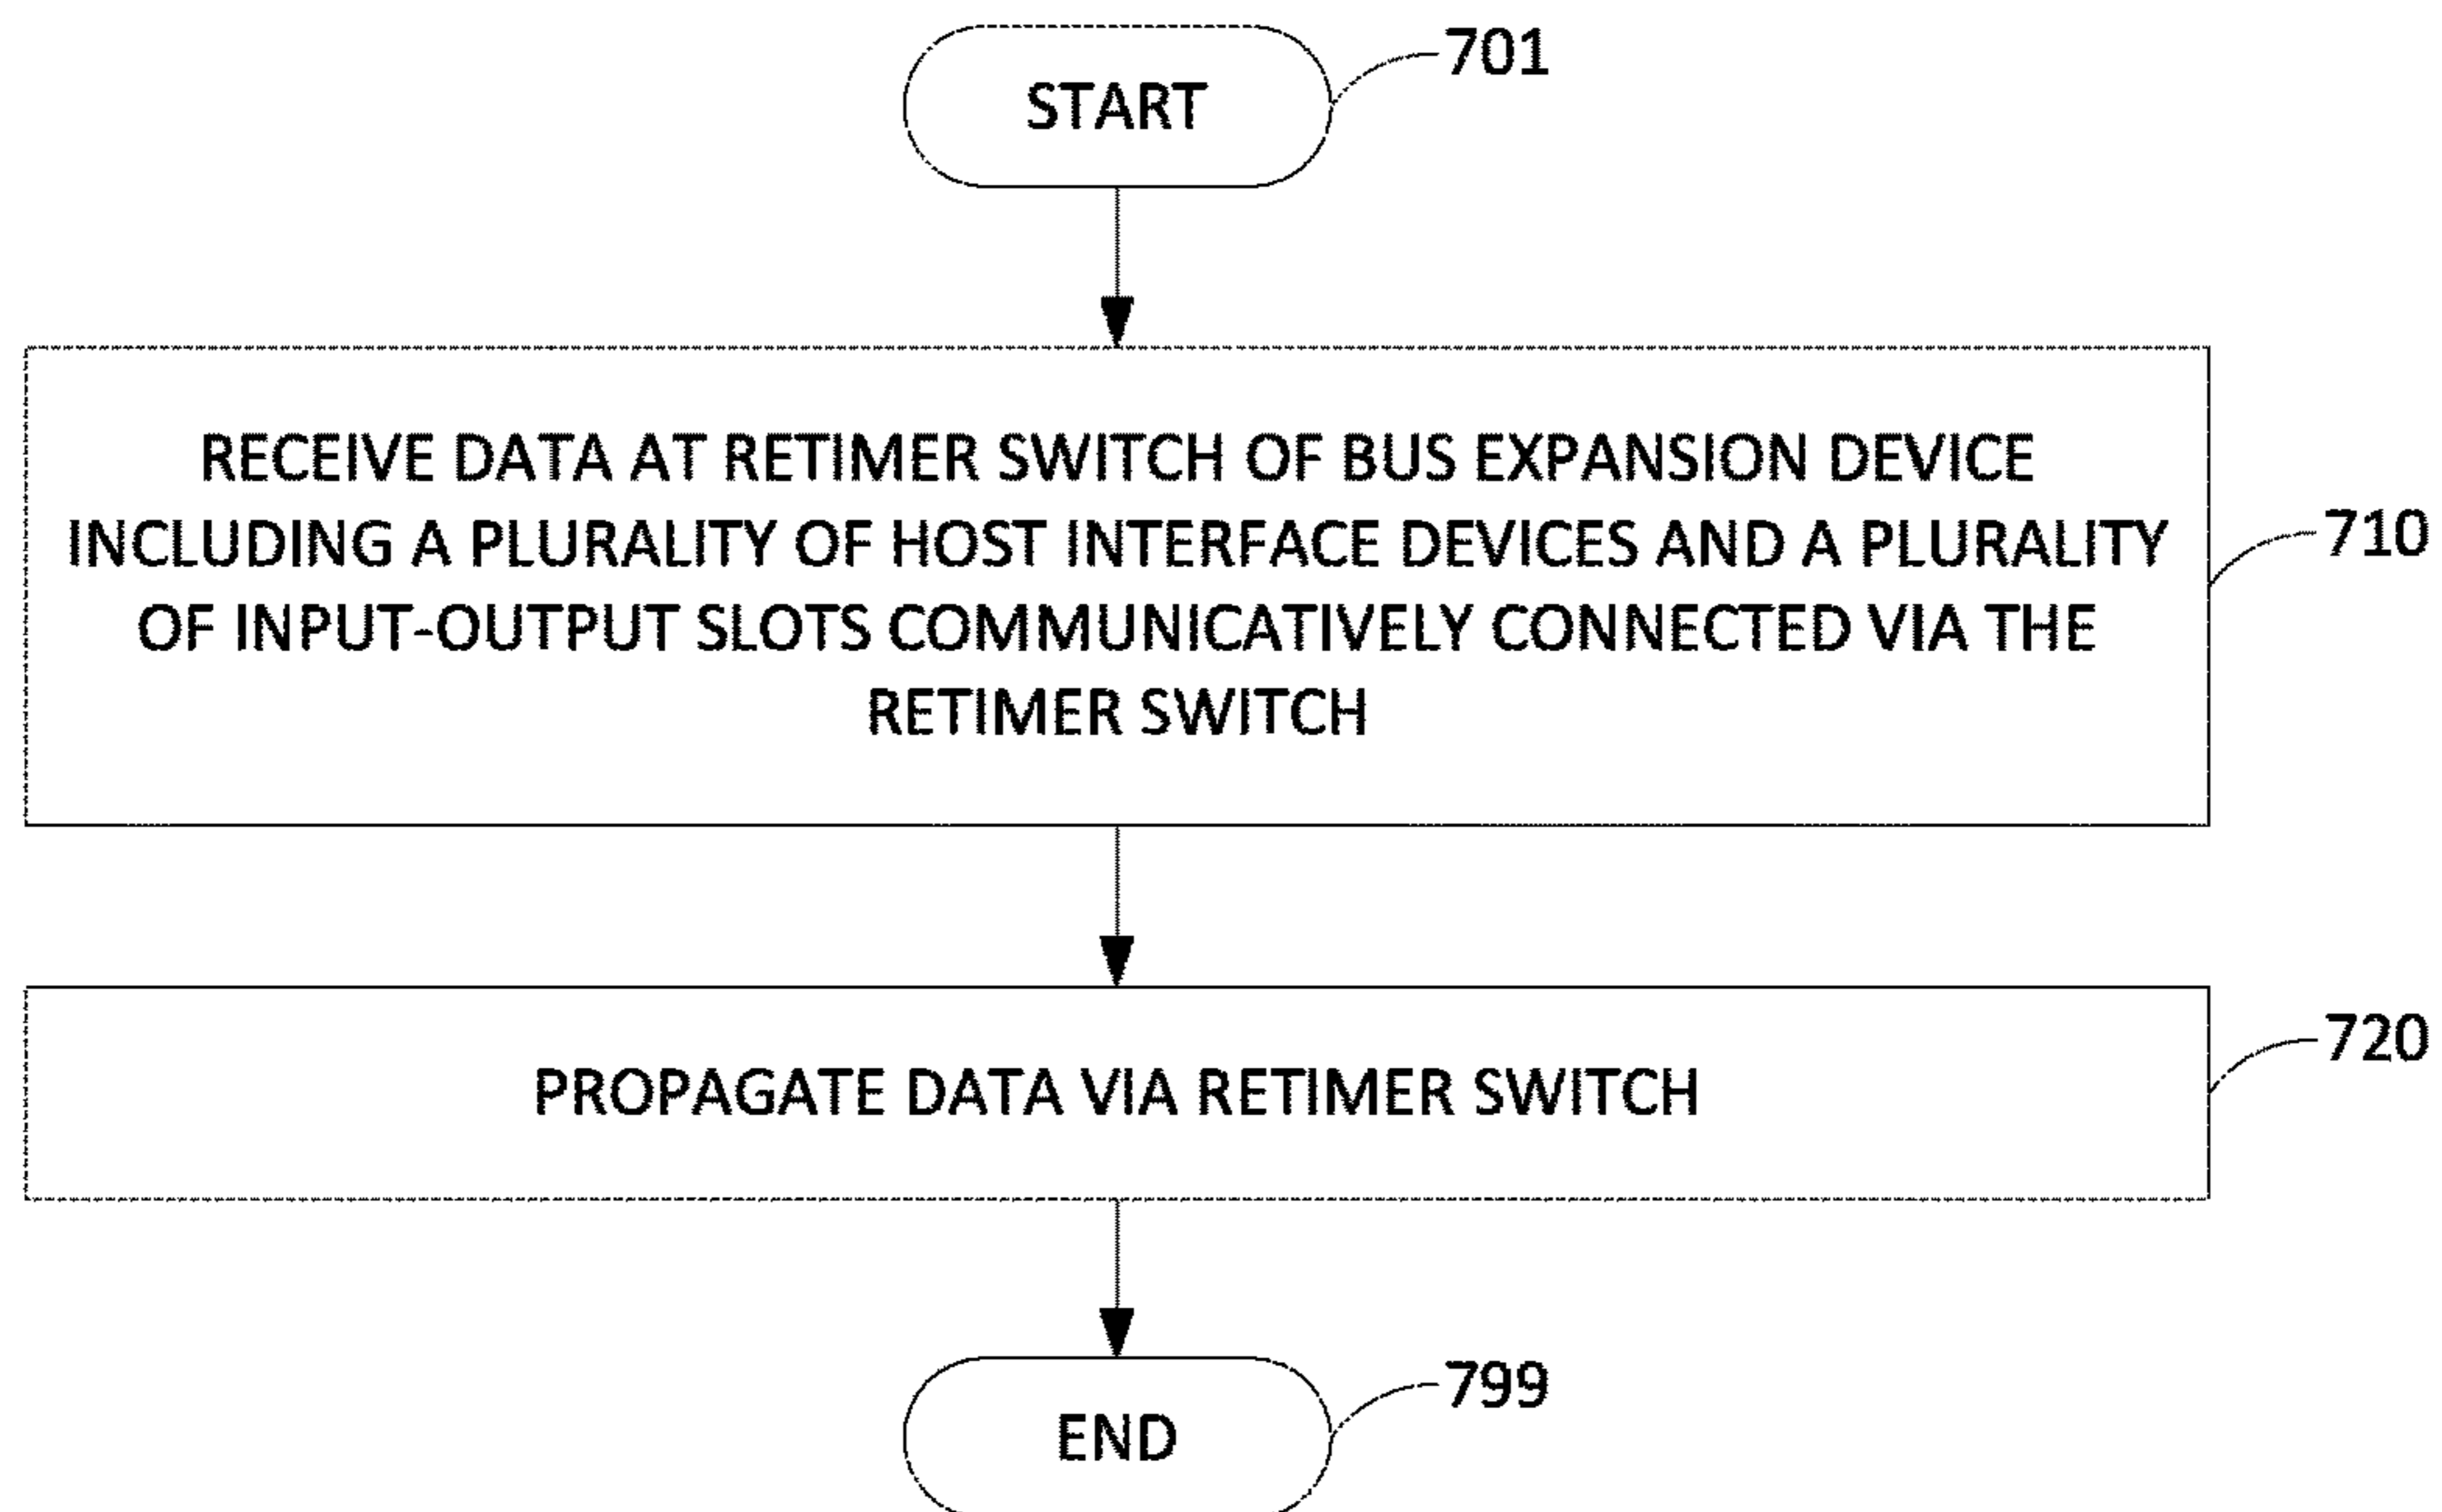 START
701
RECEIVE DATA AT RETIMER SWITCH OF BUS EXPANSION DEVICE
INCLUDING A PLURALITY OF HOST INTERFACE DEVICES AND A PLURALITY
OF INPUT-OUTPUT SLOTS COMMUNICATIVELY CONNECTED VIA THE
RETIMER SWITCH
710
PROPAGATE DATA VIA RETIMER SWITCH
720
END
799